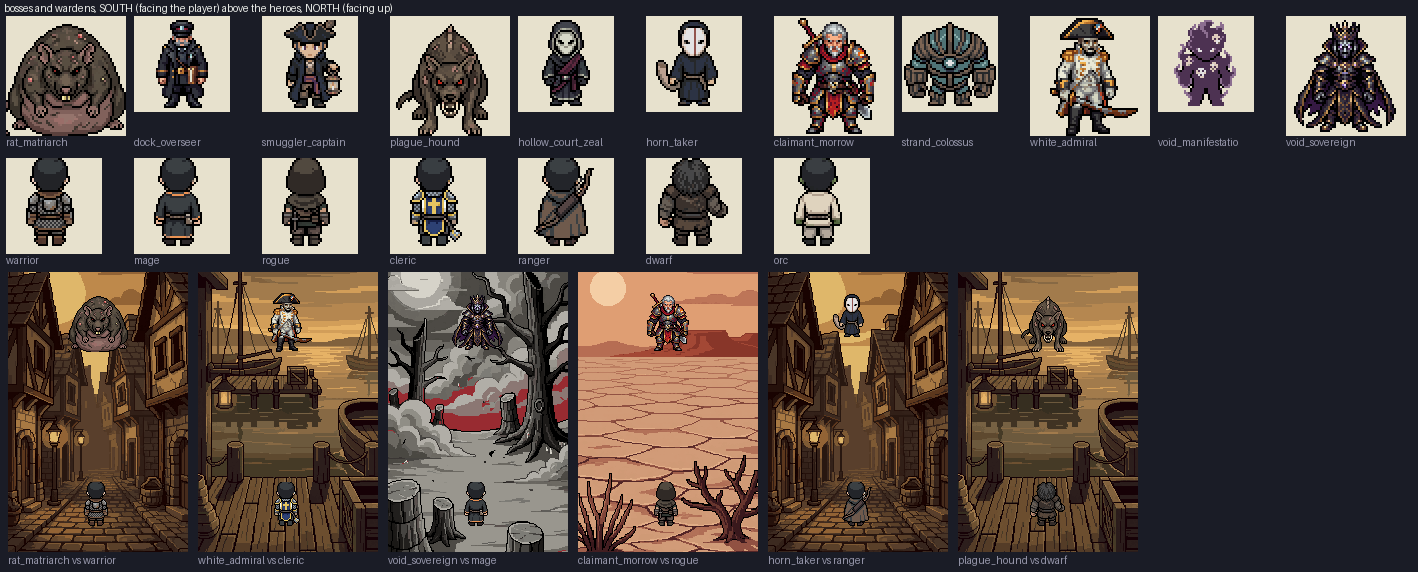 bosses and wardens, SOUTH (facing the player) above the heroes, NORTH (facing up)
rat_matriarch dock_overseer smuggler_captain plague_hound hollow_court_zeal horn_taker claimant_morrow strand_colossus white_admiral void_manifestatio void_sovereign
warrior mage rogue cleric ranger dwarf orc
rat_matriarch vs warrior white_admiral vs cleric void_sovereign vs mage claimant_morrow vs rogue horn_taker vs ranger plague_hound vs dwarf